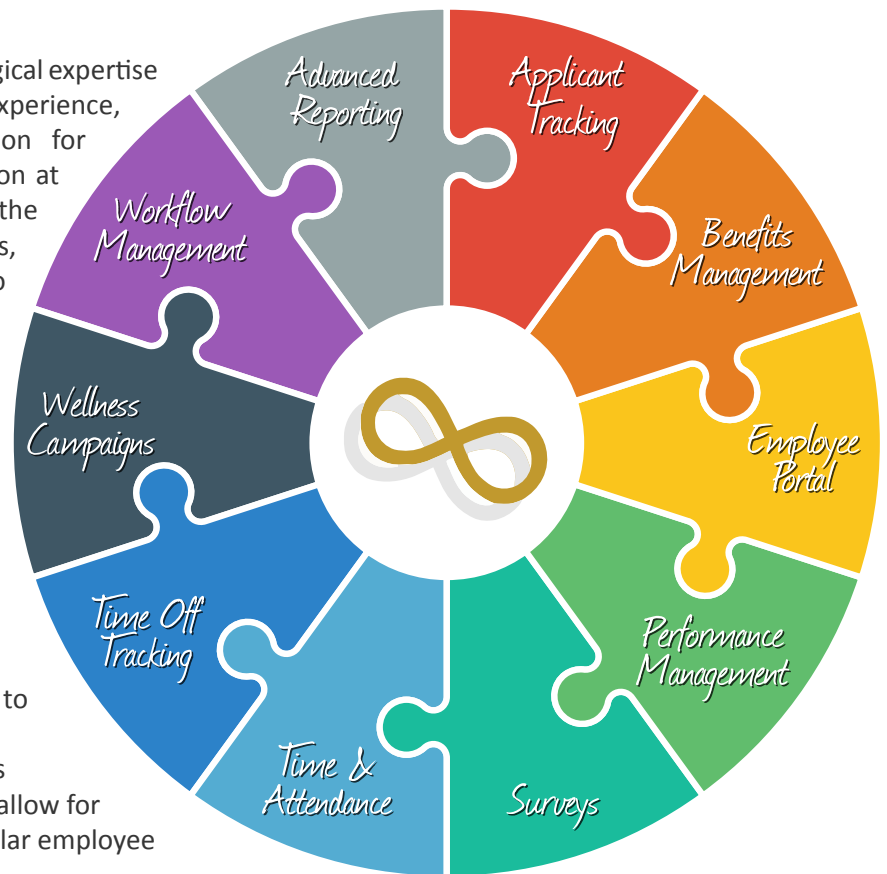 gical expertise
xperience,
on for
on at
the
s,
o
to
s
allow for
lar employee
Advanced
Reporting
Applicant
Tracking
Benefits
Management
Employee
Portal
Performance
Management
Surveys
Time &
Attendance
Time Off
Tracking
Wellness
Campaigns
Workflow
Management